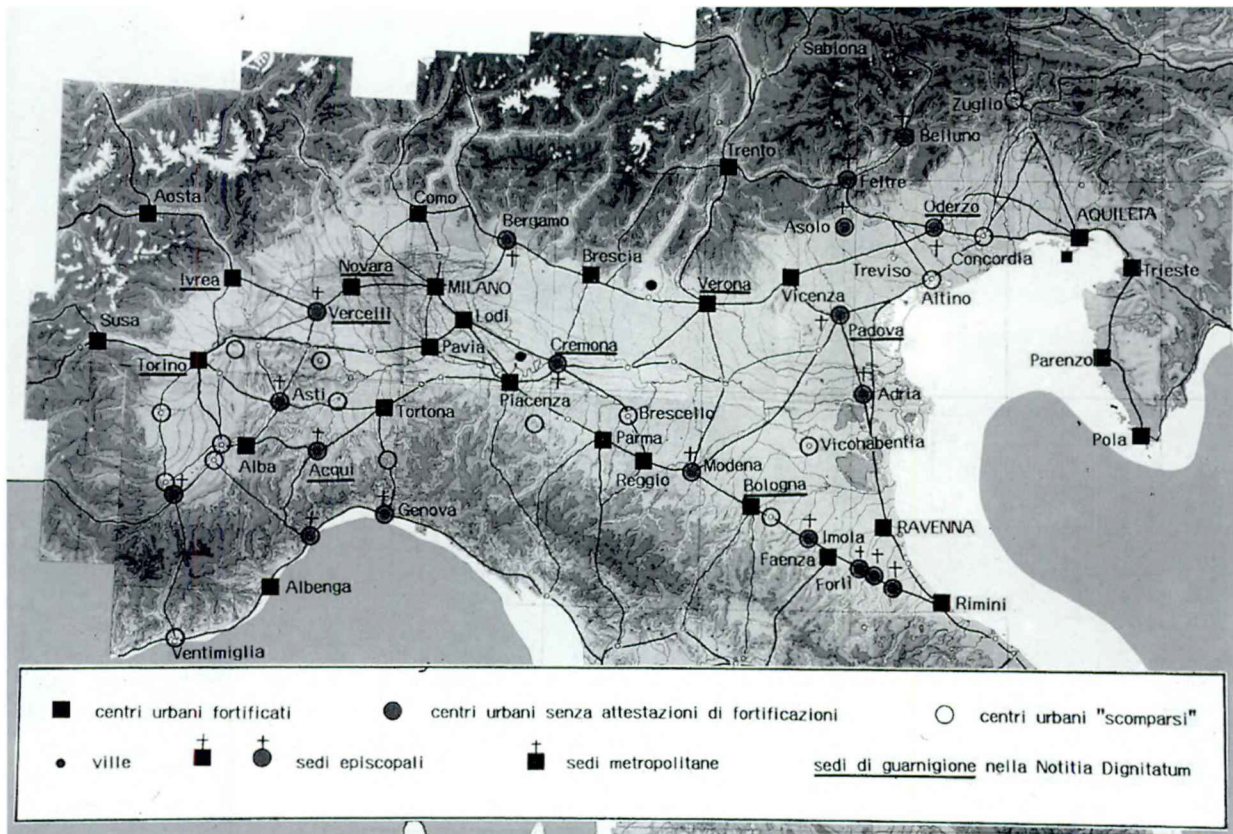 Sabiona
Zuglio
Belluno
Trento
Feltre
Aosta
Como
Bergamo
Asolo
Oderzo
AQUILEIA
Brescia
Treviso
Concordia
Trieste
Ivrea
Novara
MILANO
Verona
Vicenza
Altino
Vercelli
Lodi
Padova
Susa
Cremona
Pavia
Parenzo
Torino
Asti
Piacenza
Adria
Tortona
Brescello
Pola
Alba
Parma
Vicohabentia
Acqui
Reggio
Modena
Bologna
Genova
Imola
RAVENNA
Faenza
Forlì
Albenga
Rimini
Ventimiglia
centri urbani fortificati
centri urbani senza attestazioni di fortificazioni
centri urbani "scomparsi"
ville
sedi episcopali
sedi metropolitane
sedi di guarnigione nella Notitia Dignitatum